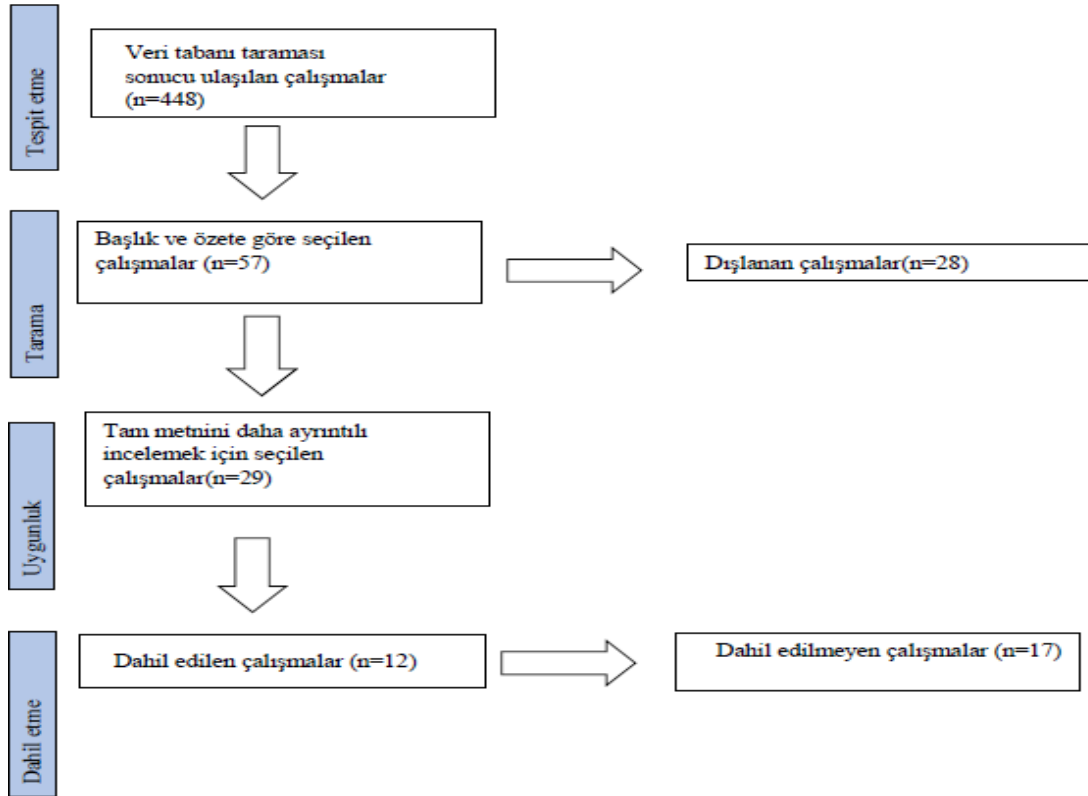 Tespit etme
Veri tabanı taraması
sonucu ulaşılan çalışmalar
(n=448)
Tarama
Başlık ve özete göre seçilen
çalışmalar (n=57)
Dışlanan çalışmalar(n=28)
Uygunluk
Tam metnini daha ayrıntılı
incelemek için seçilen
çalışmalar(n=29)
Dahil etme
Dahil edilen çalışmalar (n=12)
Dahil edilmeyen çalışmalar (n=17)